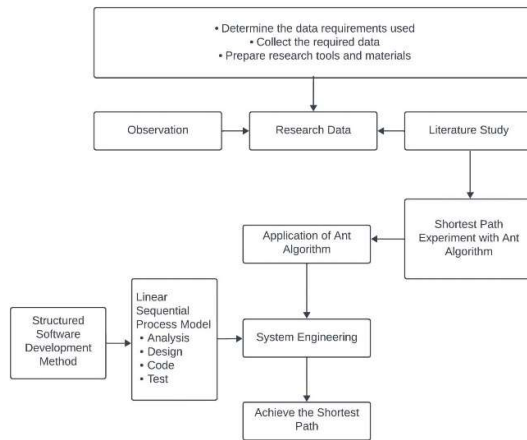 • Determine the data requirements used
• Collect the required data
• Prepare research tools and materials
Observation
Research Data
Literature Study
Application of Ant
Algorithm
Shortest Path
Experiment with Ant
Algorithm
Structured
Software
Development
Method
Linear
Sequential
Process Model
• Analysis
• Design
• Code
• Test
System Engineering
Achieve the Shortest
Path